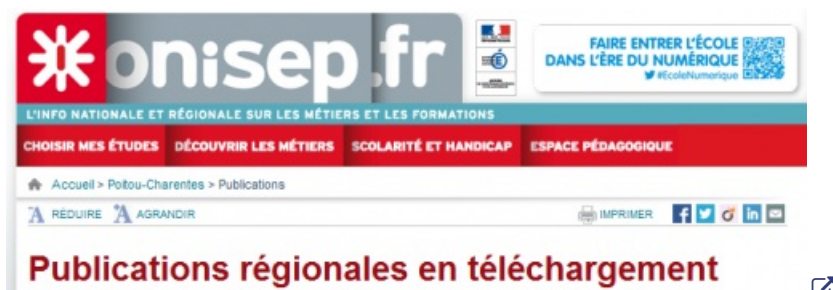 onisep.fr
FAIRE ENTRER L'ÉCOLE
DANS L'ÈRE DU NUMÉRIQUE
#EcoleNumerique
L'INFO NATIONALE ET RÉGIONALE SUR LES MÉTIERS ET LES FORMATIONS
CHOISIR MES ÉTUDES DÉCOUVRIR LES MÉTIERS SCOLARITÉ ET HANDICAP ESPACE PÉDAGOGIQUE
Accueil > Poitou-Charentes > Publications
A RÉDUIRE A AGRANDIR IMPRIMER
Publications régionales en téléchargement